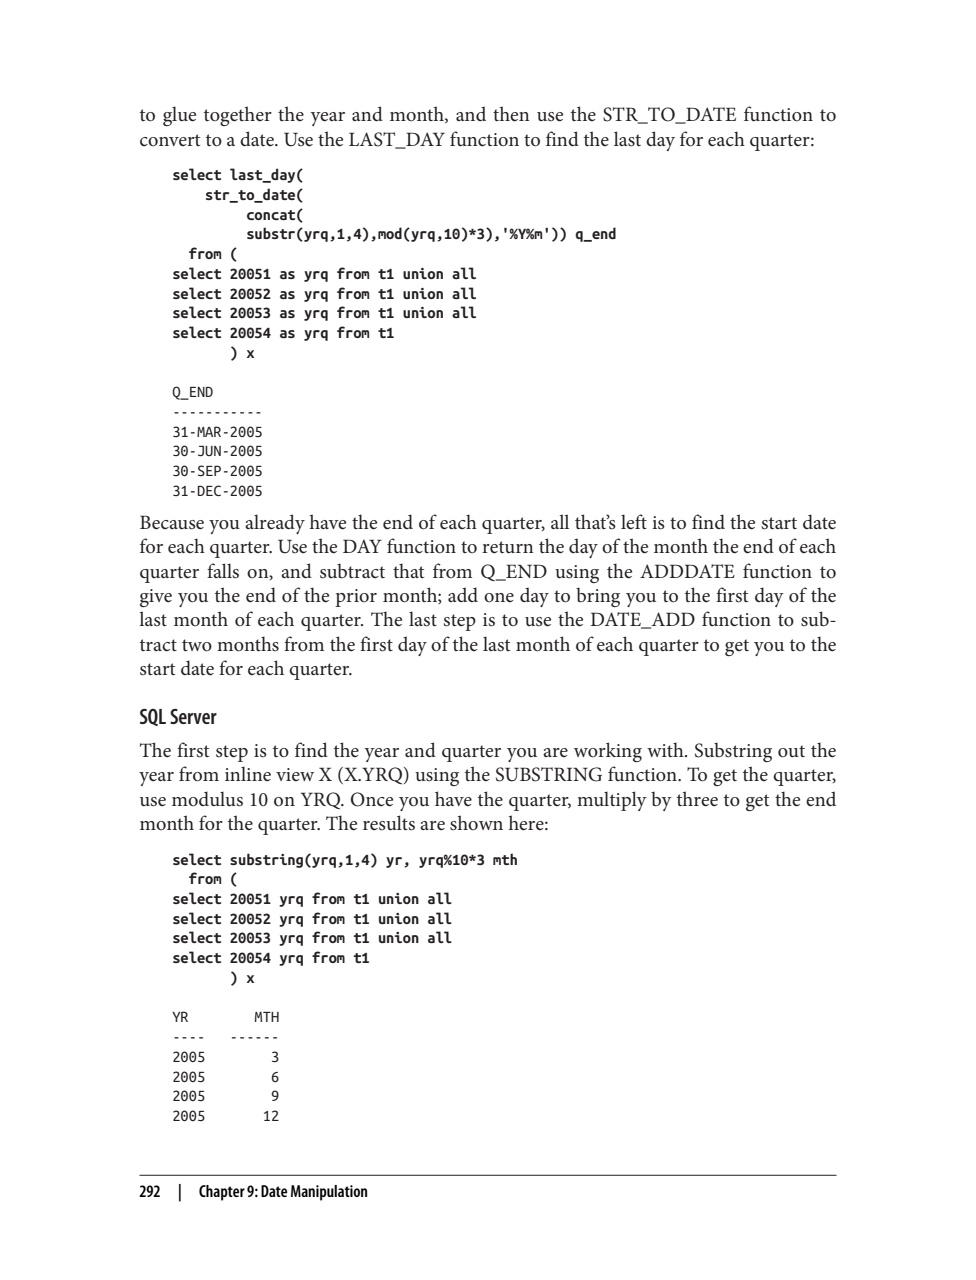 to glue together the year and month, and then use the STR_TO_DATE function to
convert to a date. Use the LAST_DAY function to find the last day for each quarter:
select last_day(
str_to_date(
concat(
substr(yrq,1,4),mod(yrq,10)*3),'%Y%m')) q_end
from (
select 20051 as yrq from t1 union all
select 20052 as yrq from t1 union all
select 20053 as yrq from t1 union all
select 20054 as yrq from t1
) x
Q_END
-----------
31-MAR-2005
30-JUN-2005
30-SEP-2005
31-DEC-2005
Because you already have the end of each quarter, all that’s left is to find the start date
for each quarter. Use the DAY function to return the day of the month the end of each
quarter falls on, and subtract that from Q_END using the ADDDATE function to
give you the end of the prior month; add one day to bring you to the first day of the
last month of each quarter. The last step is to use the DATE_ADD function to sub-
tract two months from the first day of the last month of each quarter to get you to the
start date for each quarter.
SQL Server
The first step is to find the year and quarter you are working with. Substring out the
year from inline view X (X.YRQ) using the SUBSTRING function. To get the quarter,
use modulus 10 on YRQ. Once you have the quarter, multiply by three to get the end
month for the quarter. The results are shown here:
select substring(yrq,1,4) yr, yrq%10*3 mth
from (
select 20051 yrq from t1 union all
select 20052 yrq from t1 union all
select 20053 yrq from t1 union all
select 20054 yrq from t1
) x
YR MTH
---- ------
2005 3
2005 6
2005 9
2005 12
292 | Chapter 9: Date Manipulation